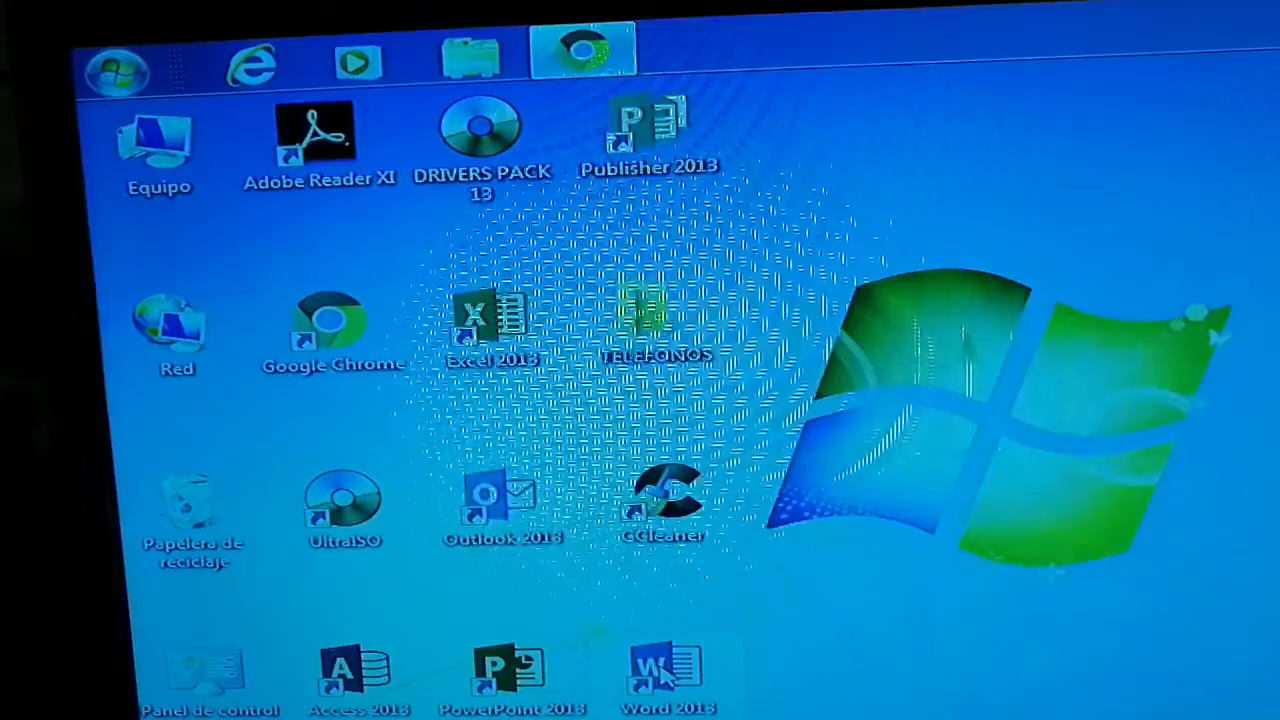 Equipo
Adobe Reader XI
DRIVERS PACK
13
Publisher 2013
Red
Google Chrome
Excel 2013
TELEFONOS
Papelera de
reciclaje
UltraISO
Outlook 2013
CCleaner
Panel de control
Access 2013
PowerPoint 2013
Word 2013